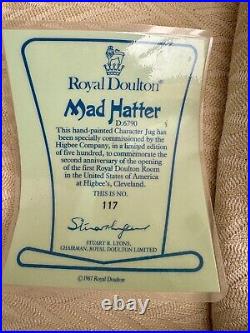 Royal Doulton®
Mad Hatter
D.6790
This hand-painted Character Jug has
been specially commissioned by the
Higbee Company, in a limited edition
of five hundred, to commemorate the
second anniversary of the opening
of the first Royal Doulton Room
in the United States of America
at Higbee's, Cleveland.
THIS IS NO.
117
STUART R. LYONS,
CHAIRMAN, ROYAL DOULTON LIMITED
© Royal Doulton